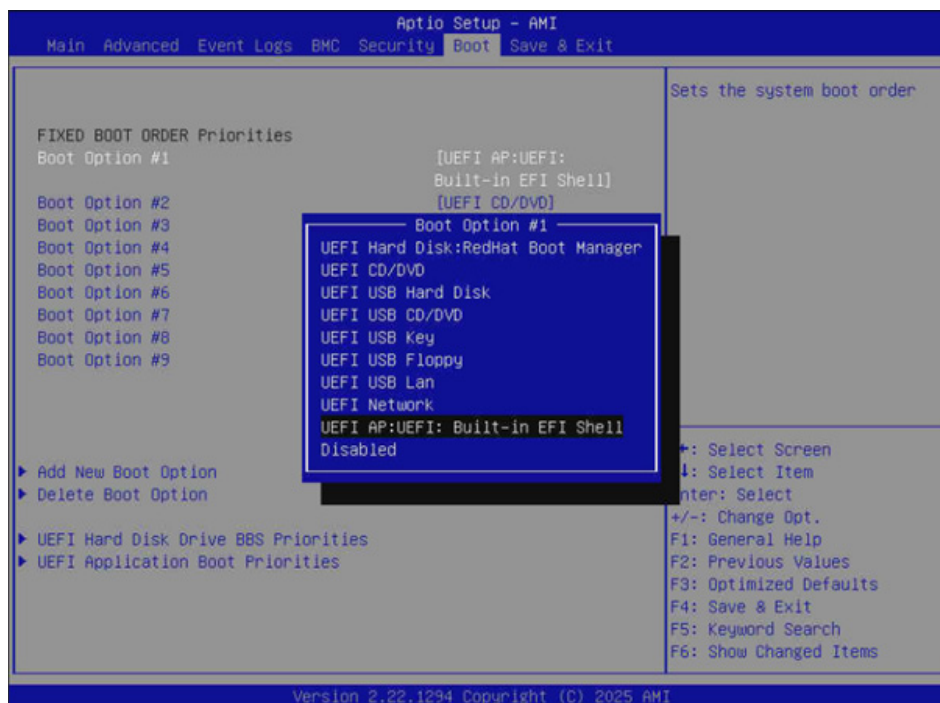 Aptio Setup - AMI
Main Advanced Event Logs BMC Security Boot Save & Exit
Sets the system boot order
FIXED BOOT ORDER Priorities
Boot Option #1 [UEFI AP:UEFI:
Built-in EFI Shell]
Boot Option #2 [UEFI CD/DVD]
Boot Option #3
Boot Option #4
Boot Option #5
Boot Option #6
Boot Option #7
Boot Option #8
Boot Option #9
Boot Option #1
UEFI Hard Disk:RedHat Boot Manager
UEFI CD/DVD
UEFI USB Hard Disk
UEFI USB CD/DVD
UEFI USB Key
UEFI USB Floppy
UEFI USB Lan
UEFI Network
UEFI AP:UEFI: Built-in EFI Shell
Disabled
Add New Boot Option
Delete Boot Option
UEFI Hard Disk Drive BBS Priorities
UEFI Application Boot Priorities
: Select Screen
: Select Item
nter: Select
+/-: Change Opt.
F1: General Help
F2: Previous Values
F3: Optimized Defaults
F4: Save & Exit
F5: Keyword Search
F6: Show Changed Items
Version 2.22.1294 Copyright (C) 2025 AMI